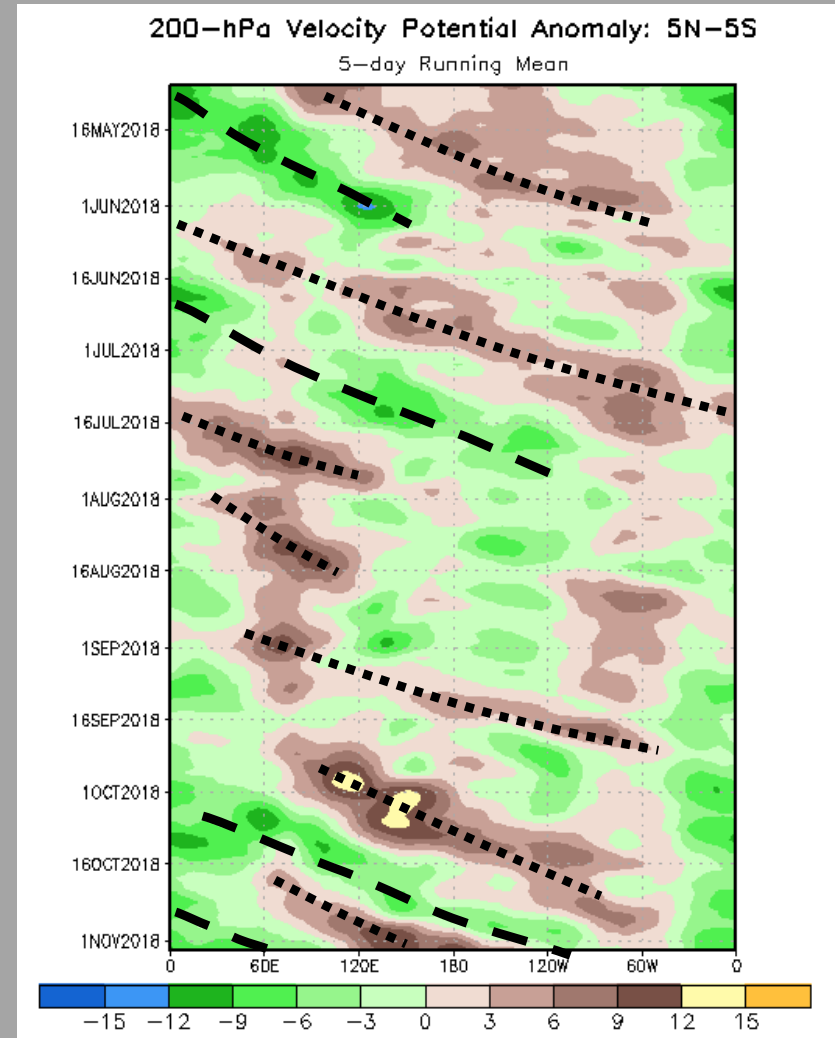 200-hPa Velocity Potential Anomaly: 5N-5S
5-day Running Mean
16MAY2018
1JUN2018
16JUN2018
1JUL2018
16JUL2018
1AUG2018
16AUG2018
1SEP2018
16SEP2018
1OCT2018
16OCT2018
1NOV2018
0 60E 120E 180 120W 60W 0
-15 -12 -9 -6 -3 0 3 6 9 12 15